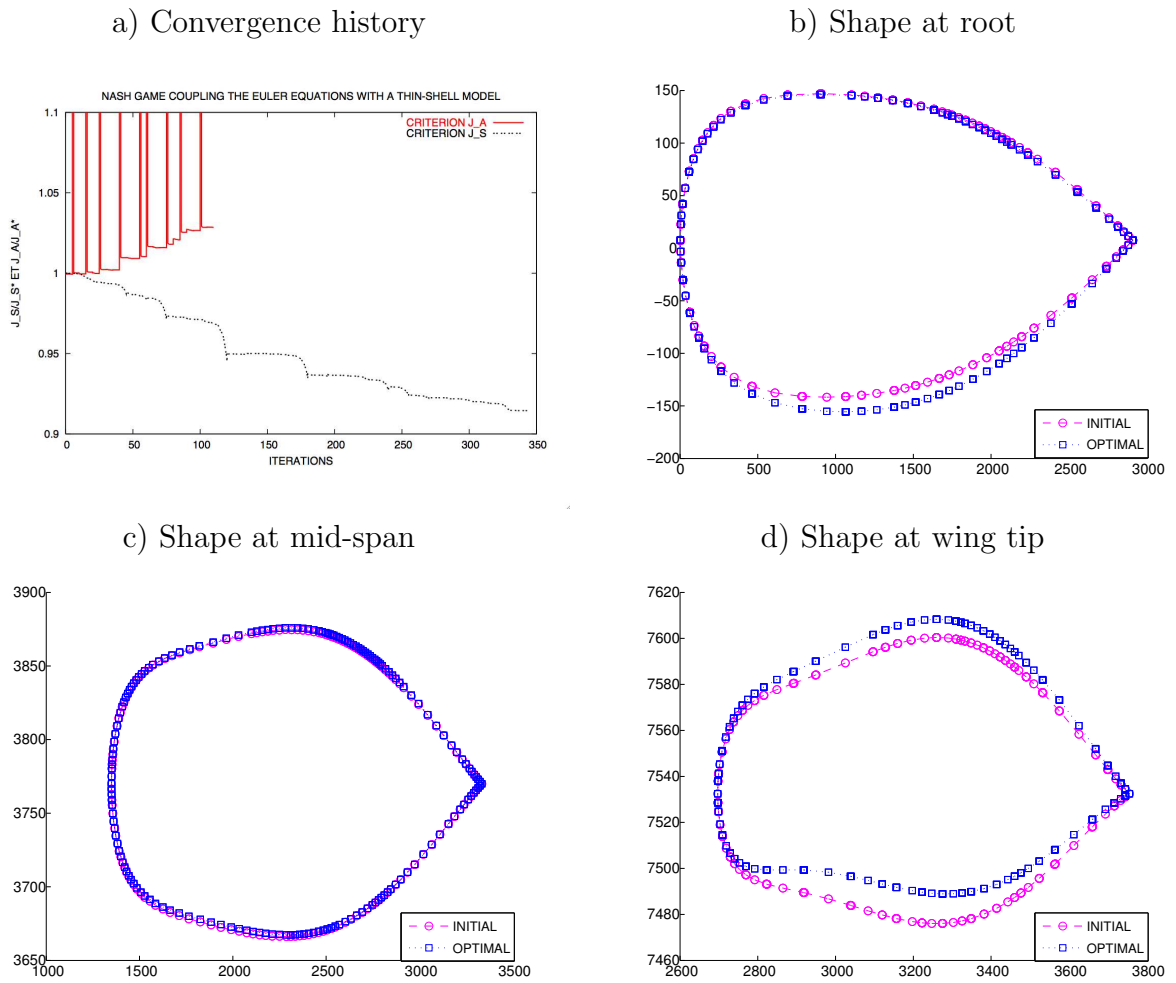 a) Convergence history
NASH GAME COUPLING THE EULER EQUATIONS WITH A THIN-SHELL MODEL
CRITERION J_A
CRITERION J_S
1.1
1.05
1
0.95
0.9
J_S/J_S* ET J_A/J_A*
0 50 100 150 200 250 300 350
ITERATIONS
b) Shape at root
150
100
50
0
−50
−100
−150
−200
0 500 1000 1500 2000 2500 3000
INITIAL
OPTIMAL
c) Shape at mid-span
3900
3850
3800
3750
3700
3650
1000 1500 2000 2500 3000 3500
INITIAL
OPTIMAL
d) Shape at wing tip
7620
7600
7580
7560
7540
7520
7500
7480
7460
2600 2800 3000 3200 3400 3600 3800
INITIAL
OPTIMAL